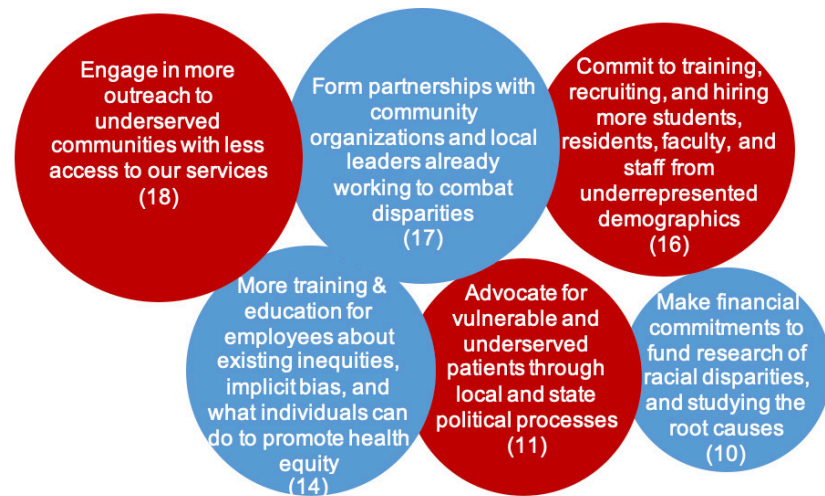 Engage in more
outreach to
underserved
communities with less
access to our services
(18)
Form partnerships with
community
organizations and local
leaders already
working to combat
disparities
(17)
Commit to training,
recruiting, and hiring
more students,
residents, faculty, and
staff from
underrepresented
demographics
(16)
More training &
education for
employees about
existing inequities,
implicit bias, and
what individuals can
do to promote health
equity
(14)
Advocate for
vulnerable and
underserved
patients through
local and state
political processes
(11)
Make financial
commitments to
fund research of
racial disparities,
and studying the
root causes
(10)